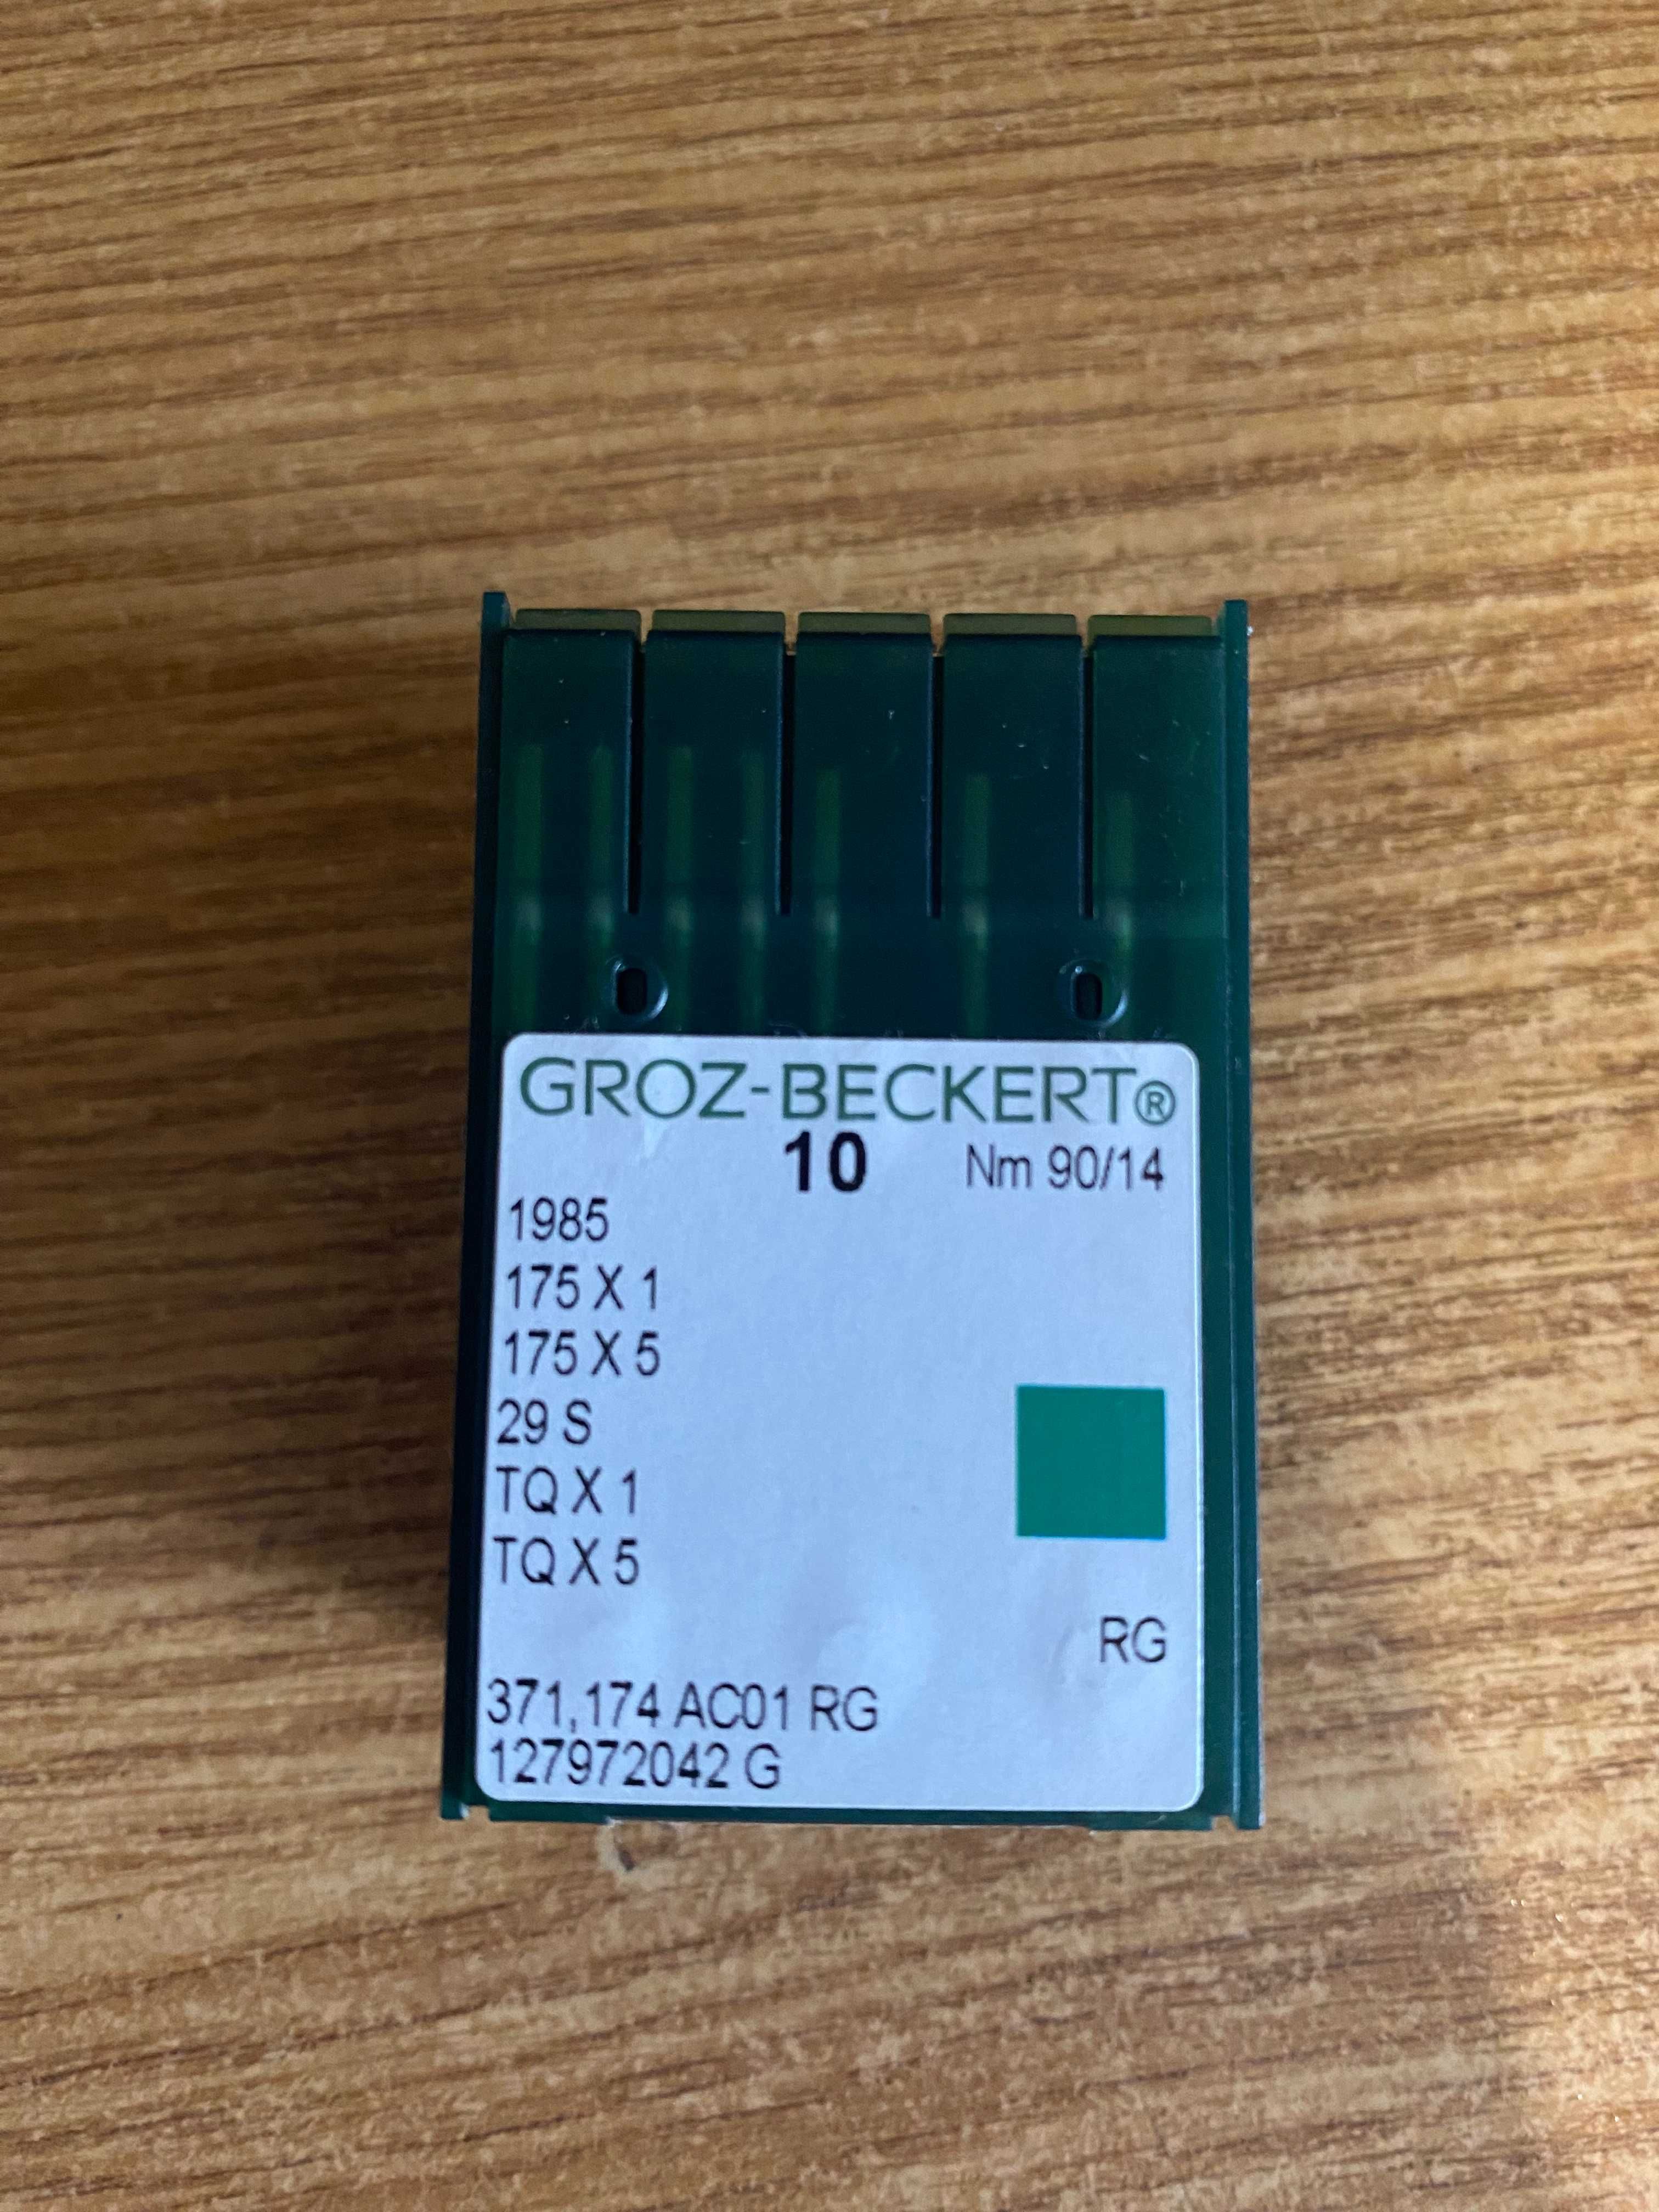 GROZ-BECKERT®
10 Nm 90/14
1985
175 X 1
175 X 5
29 S
TQ X 1
TQ X 5
RG
371,174 AC01 RG
127972042 G